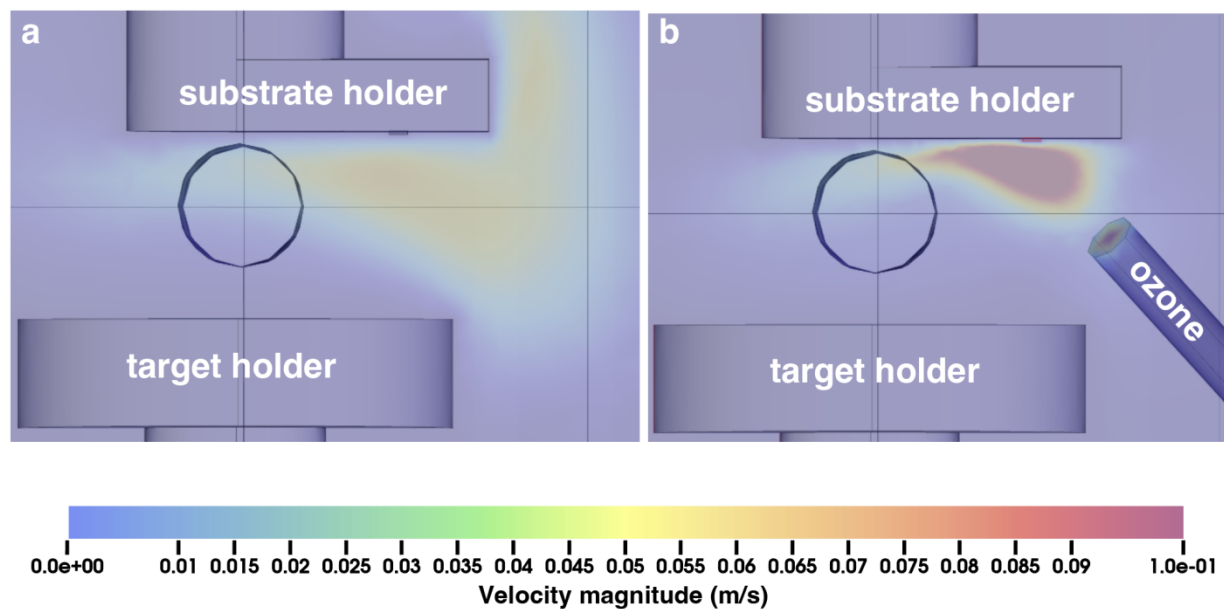 a
substrate holder
target holder
b
substrate holder
ozone
target holder
0.0e+00 0.01 0.015 0.02 0.025 0.03 0.035 0.04 0.045 0.05 0.055 0.06 0.065 0.07 0.075 0.08 0.085 0.09 1.0e-01
Velocity magnitude (m/s)